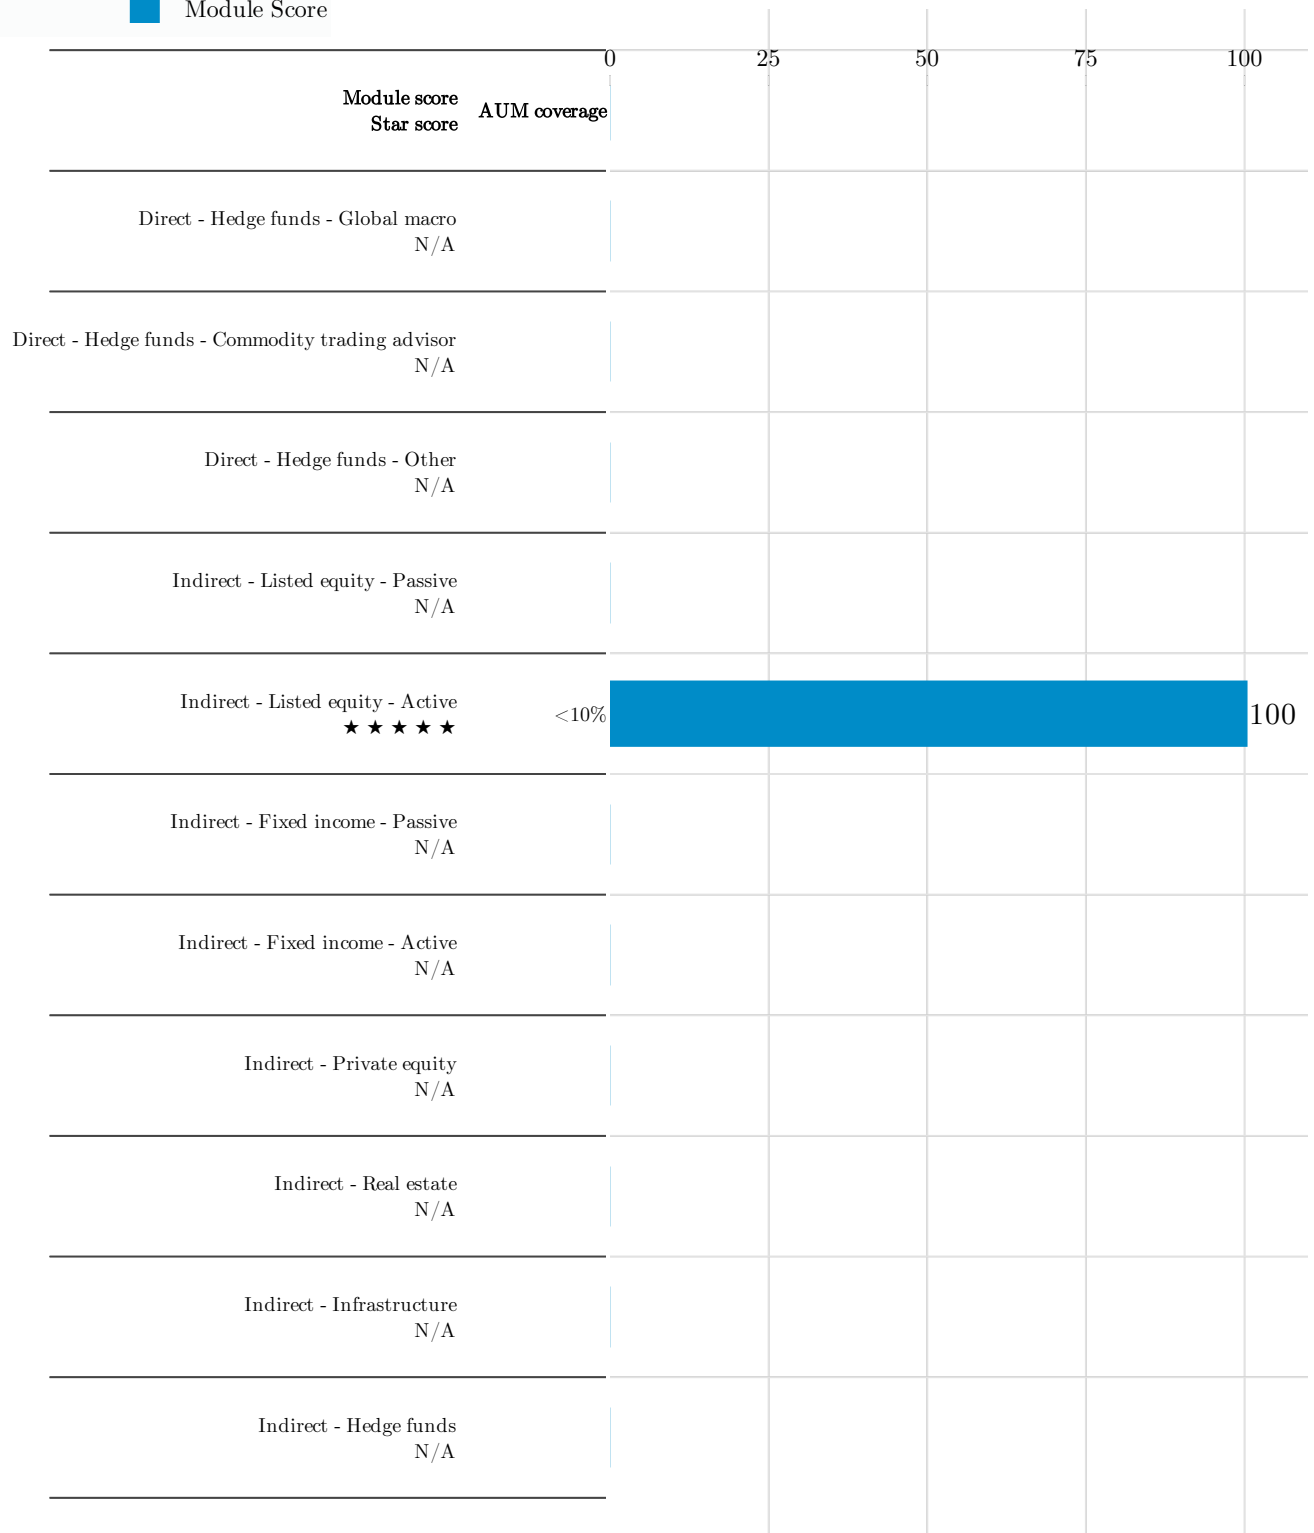 Module Score
0 25 50 75 100
Module score
Star score
AUM coverage
Direct - Hedge funds - Global macro
N/A
Direct - Hedge funds - Commodity trading advisor
N/A
Direct - Hedge funds - Other
N/A
Indirect - Listed equity - Passive
N/A
Indirect - Listed equity - Active
★ ★ ★ ★ ★
<10%
100
Indirect - Fixed income - Passive
N/A
Indirect - Fixed income - Active
N/A
Indirect - Private equity
N/A
Indirect - Real estate
N/A
Indirect - Infrastructure
N/A
Indirect - Hedge funds
N/A